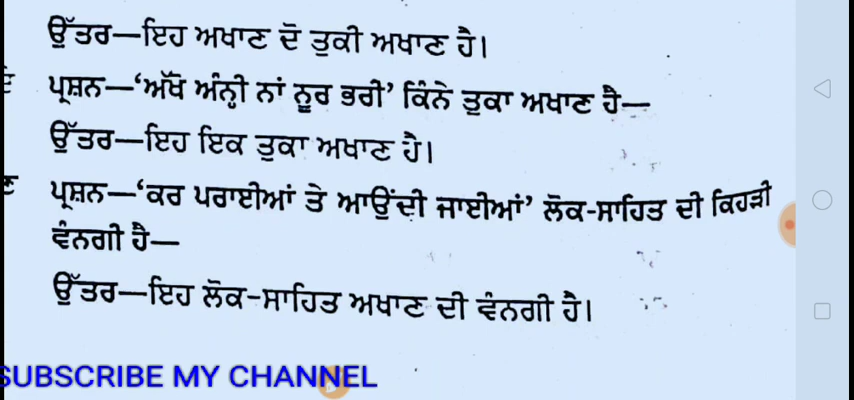 ਉੱਤਰ—ਇਹ ਅਖਾਣ ਦੋ ਤੁਕੀ ਅਖਾਣ ਹੈ।
ਪ੍ਰਸ਼ਨ—‘ਅੱਖੋਂ ਅੰਨ੍ਹੀ ਨਾਂ ਨੂਰ ਭਰੀ’ ਕਿੰਨੇ ਤੁਕਾ ਅਖਾਣ ਹੈ—
ਉੱਤਰ—ਇਹ ਇਕ ਤੁਕਾ ਅਖਾਣ ਹੈ।
ਪ੍ਰਸ਼ਨ—‘ਕਰ ਪਰਾਈਆਂ ਤੇ ਆਉਂਦੀ ਜਾਈਆਂ’ ਲੋਕ-ਸਾਹਿਤ ਦੀ ਕਿਹੜੀ
ਵੰਨਗੀ ਹੈ—
ਉੱਤਰ—ਇਹ ਲੋਕ-ਸਾਹਿਤ ਅਖਾਣ ਦੀ ਵੰਨਗੀ ਹੈ।
SUBSCRIBE MY CHANNEL